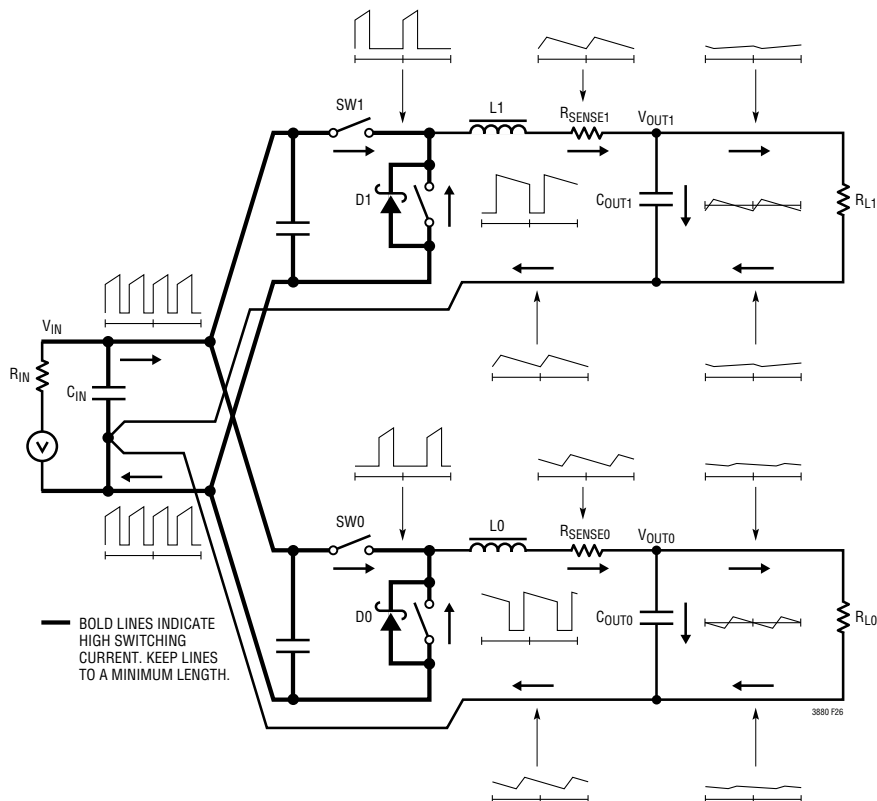 SW1
L1
RSENSE1
VOUT1
D1
COUT1
RL1
VIN
RIN
CIN
V
SW0
L0
RSENSE0
VOUT0
D0
COUT0
RL0
BOLD LINES INDICATE
HIGH SWITCHING
CURRENT. KEEP LINES
TO A MINIMUM LENGTH.
3880 F26